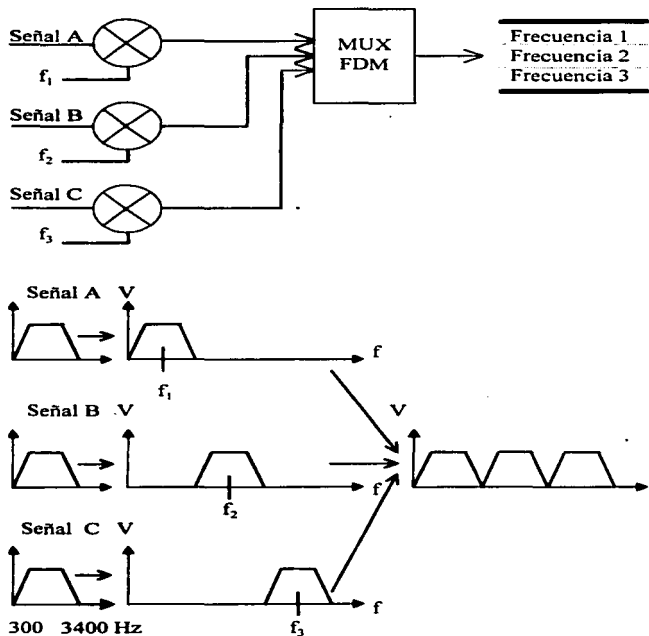 Señal A
f₁
Señal B
f₂
Señal C
f₃
MUX
FDM
Frecuencia 1
Frecuencia 2
Frecuencia 3
Señal A V
f
f₁
Señal B V
f
f₂
V
Señal C V
f
f₃
300 3400 Hz